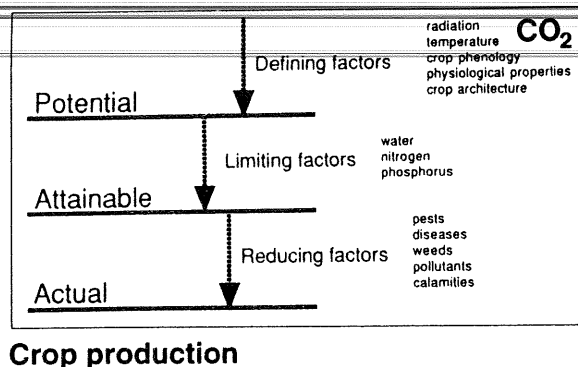 radiation CO2
temperature
Defining factors
crop phenology
physiological properties
crop architecture
Potential
water
Limiting factors
nitrogen
phosphorus
Attainable
pests
diseases
Reducing factors
weeds
pollutants
calamities
Actual
Crop production